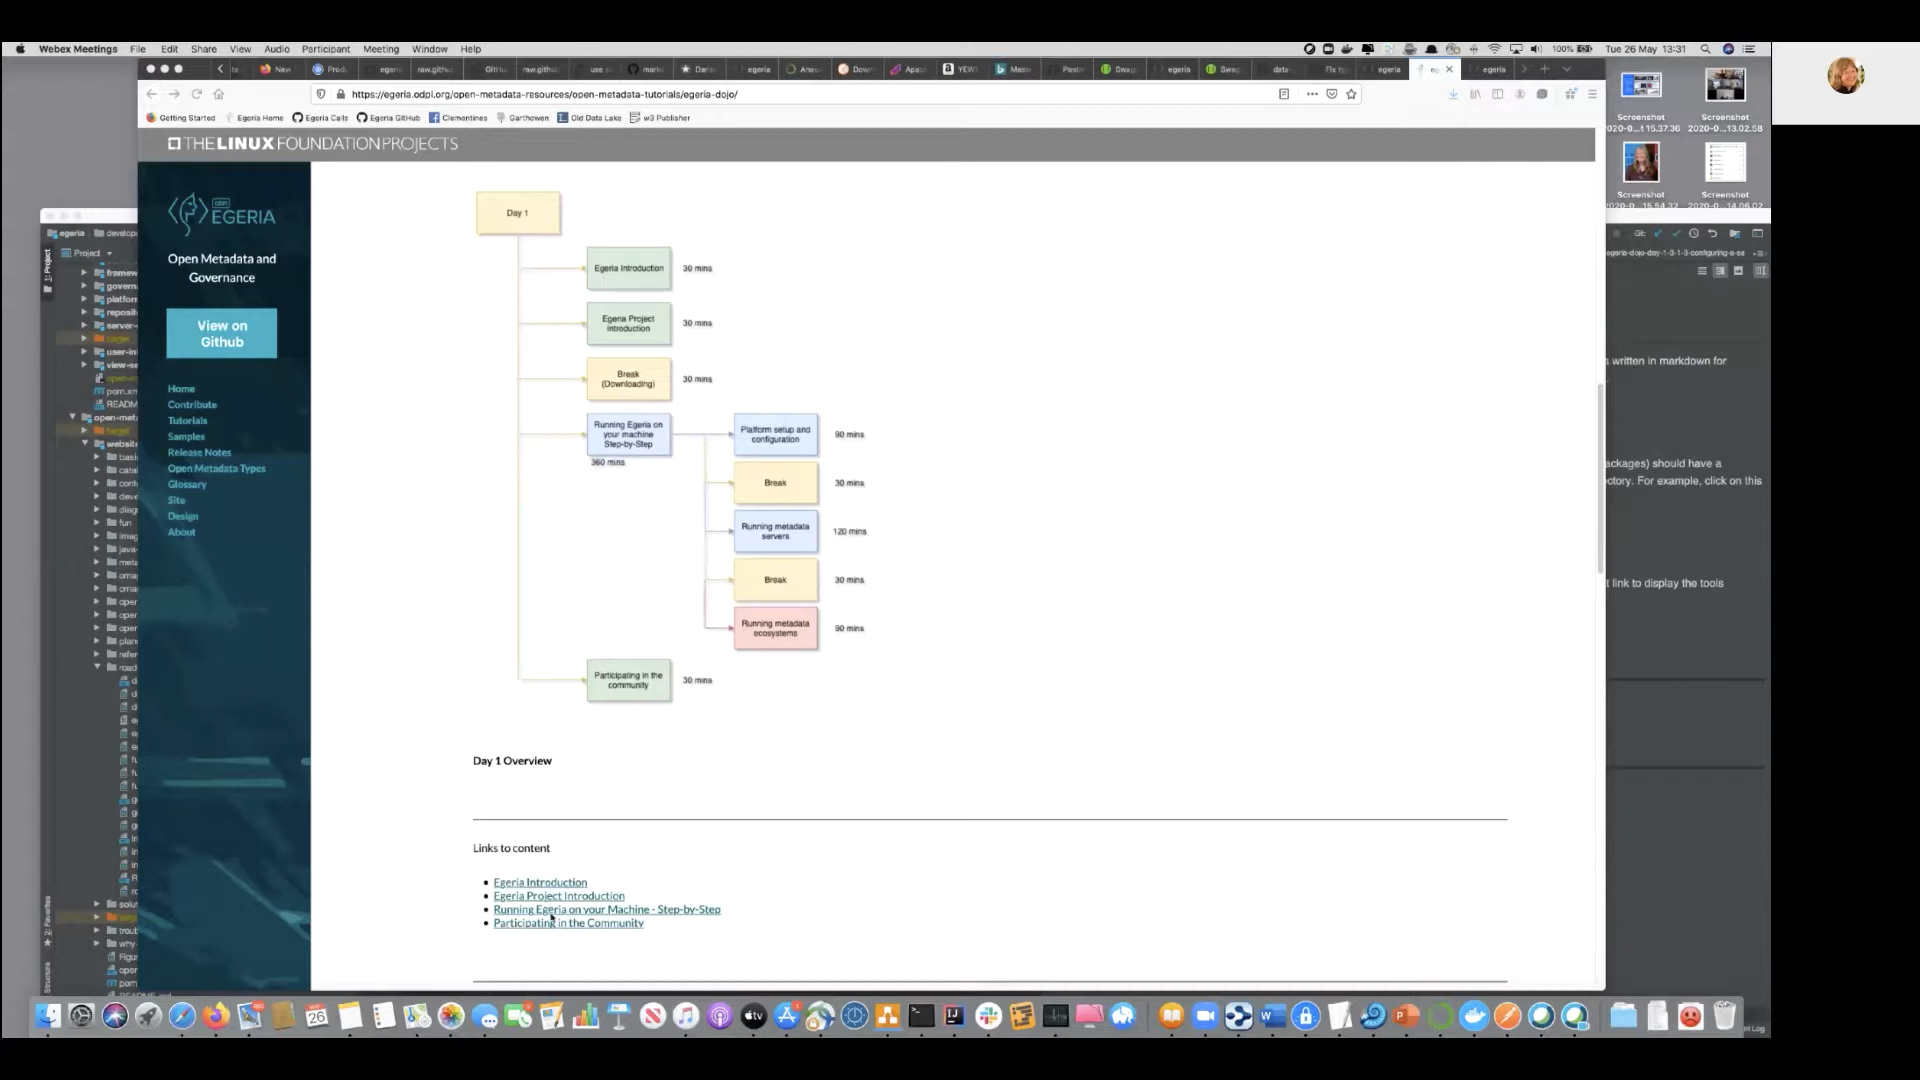 Webex Meetings File Edit Share View Audio Participant Meeting Window Help
100% Tue 26 May 13:31
https://egeria.odpi.org/open-metadata-resources/open-metadata-tutorials/egeria-dojo/
Getting Started Egeria Home Egeria Calls Egeria GitHub Clementines Garthowen Old Data Lake w3 Publisher
THE LINUX FOUNDATION PROJECTS
ODPi
EGERIA
Open Metadata and
Governance
View on
Github
Home
Contribute
Tutorials
Samples
Release Notes
Open Metadata Types
Glossary
Site
Design
About
Day 1
Egeria Introduction
30 mins
Egeria Project
Introduction
30 mins
Break
(Downloading)
30 mins
Running Egeria on
your machine
Step-by-Step
360 mins
Platform setup and
configuration
90 mins
Break
30 mins
Running metadata
servers
120 mins
Break
30 mins
Running metadata
ecosystems
90 mins
Participating in the
community
30 mins
Day 1 Overview
Links to content
Egeria Introduction
Egeria Project Introduction
Running Egeria on your Machine - Step-by-Step
Participating in the Community
Screenshot
Screenshot
Screenshot
Screenshot
egeria
Project
1: Project
2: Favorites
Git:
written in markdown for
should have a
For example, click on this
link to display the tools